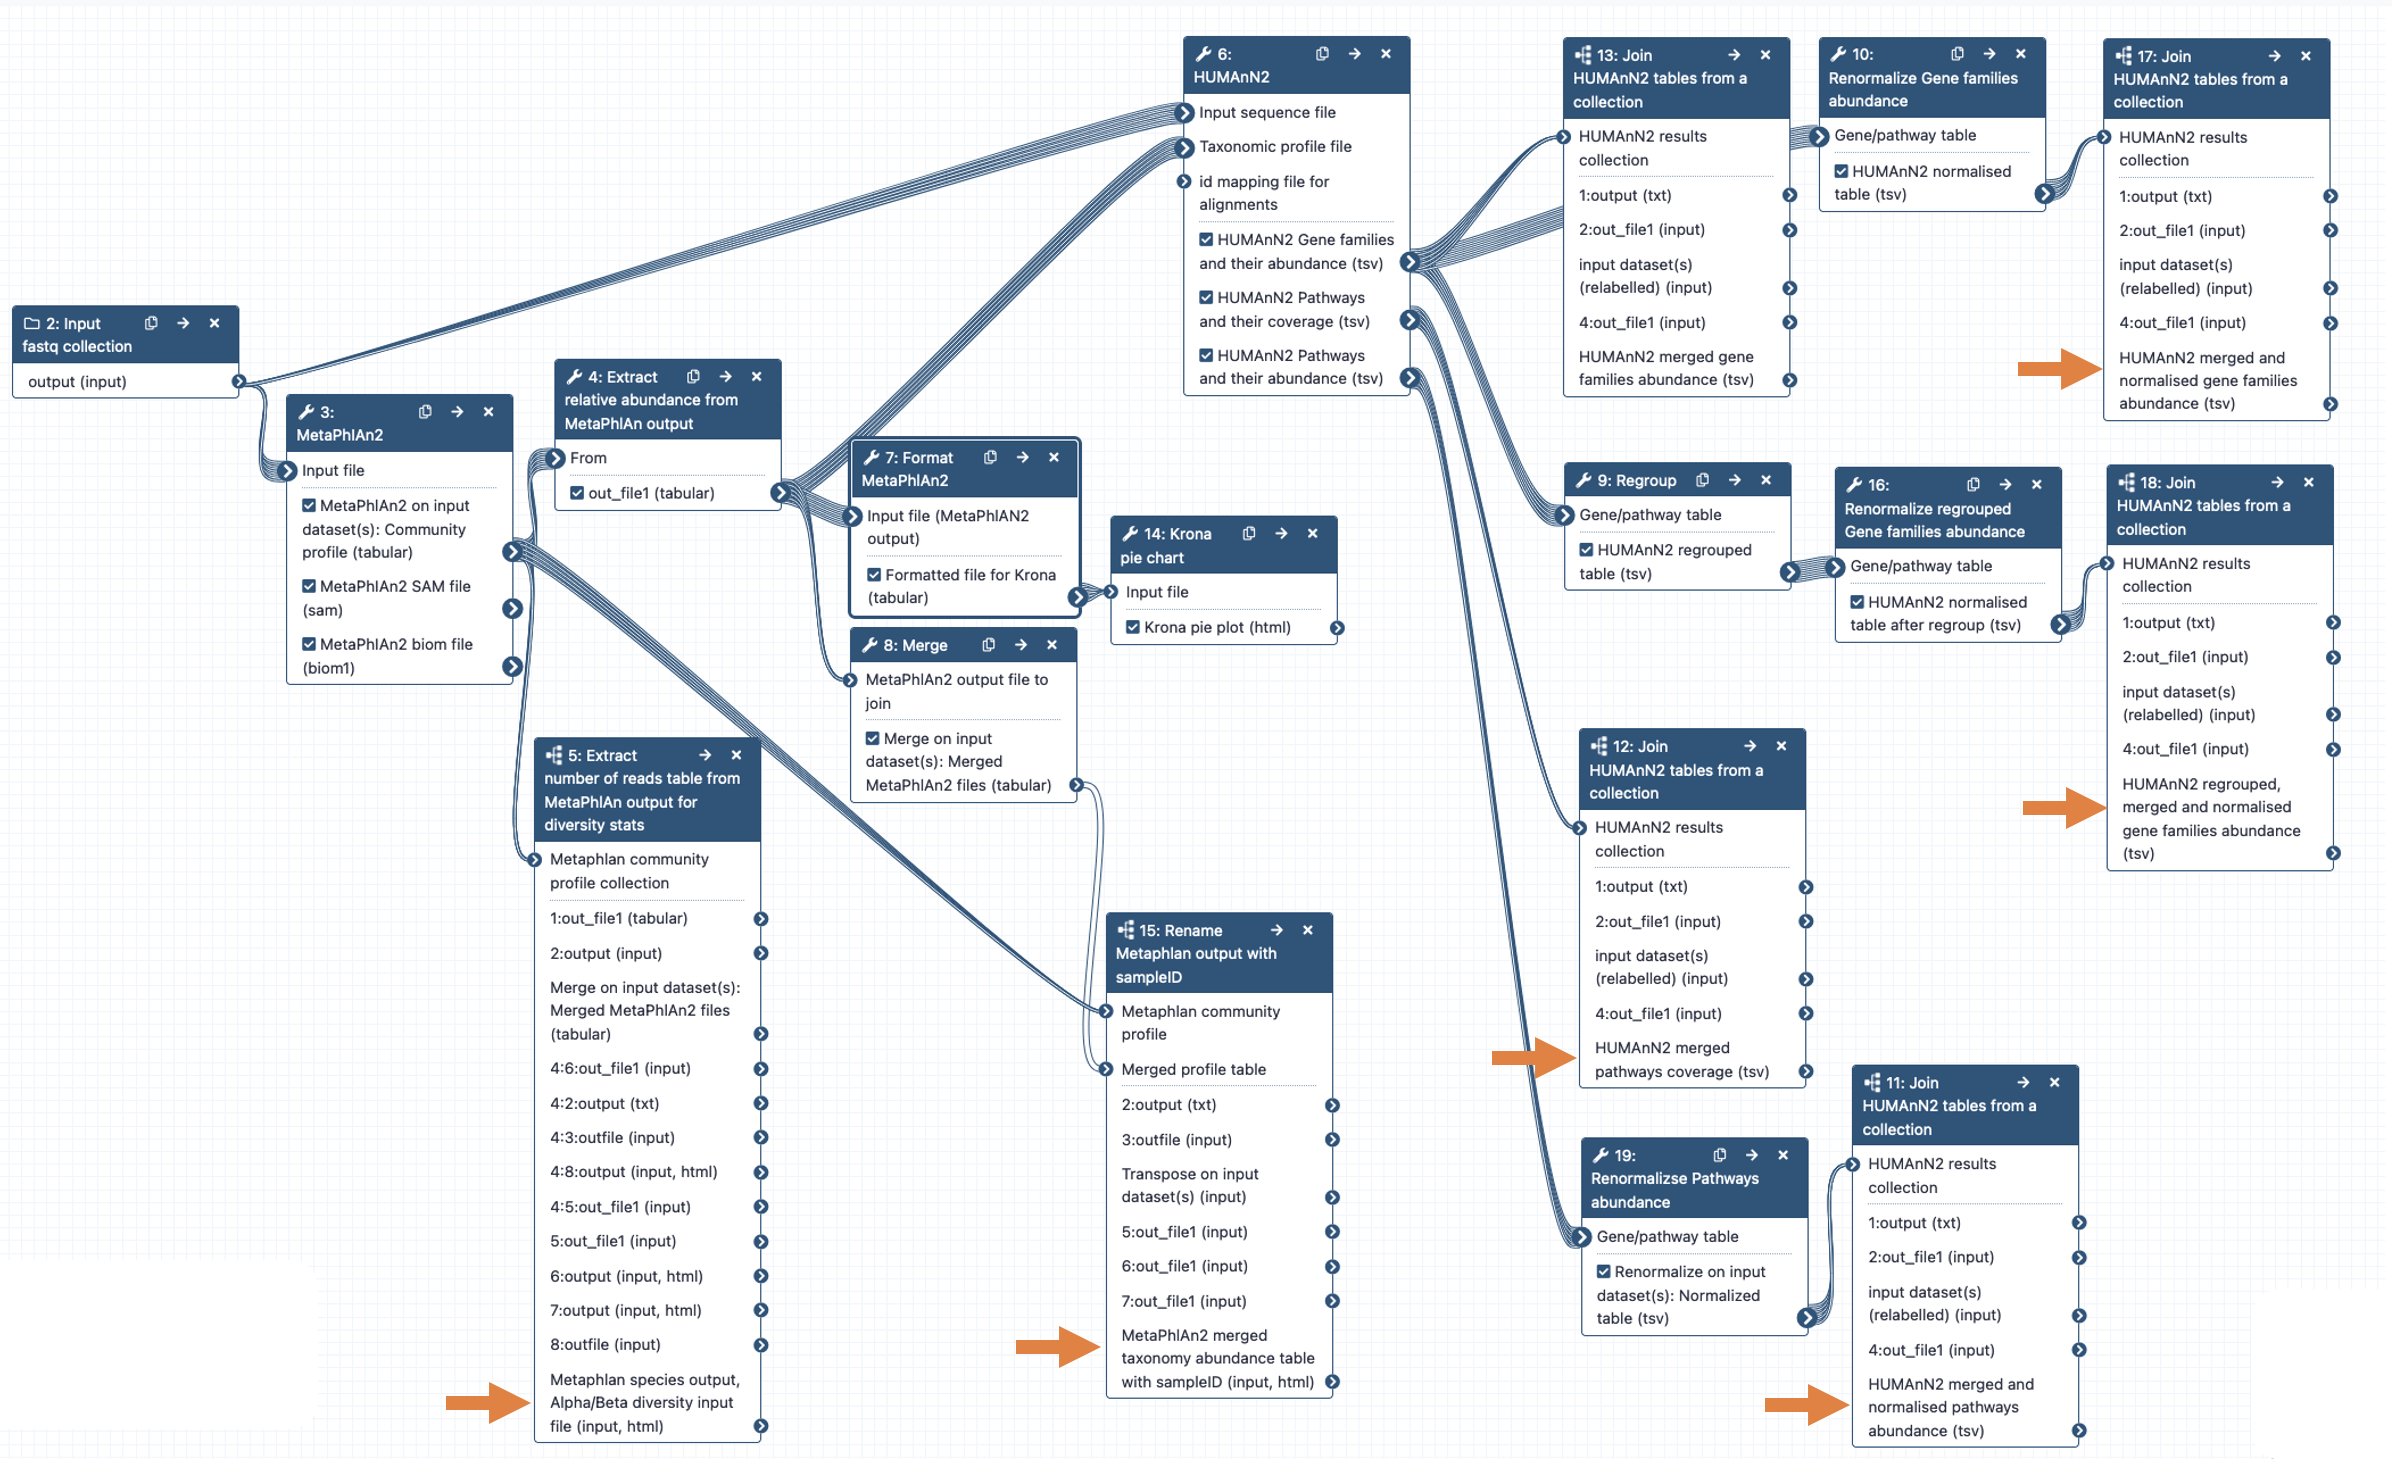 2: Input
fastq collection
output (input)
3:
MetaPhlAn2
Input file
MetaPhlAn2 on input
dataset(s): Community
profile (tabular)
MetaPhlAn2 SAM file
(sam)
MetaPhlAn2 biom file
(biom1)
4: Extract
relative abundance from
MetaPhlAn output
From
out_file1 (tabular)
5: Extract
number of reads table from
MetaPhlAn output for
diversity stats
Metaphlan community
profile collection
1:out_file1 (tabular)
2:output (input)
Merge on input dataset(s):
Merged MetaPhlAn2 files
(tabular)
4:6:out_file1 (input)
4:2:output (txt)
4:3:outfile (input)
4:8:output (input, html)
4:5:out_file1 (input)
5:out_file1 (input)
6:output (input, html)
7:output (input, html)
8:outfile (input)
Metaphlan species output,
Alpha/Beta diversity input
file (input, html)
7: Format
MetaPhlAn2
Input file (MetaPhlAN2
output)
Formatted file for Krona
(tabular)
8: Merge
MetaPhlAn2 output file to
join
Merge on input
dataset(s): Merged
MetaPhlAn2 files (tabular)
14: Krona
pie chart
Input file
Krona pie plot (html)
15: Rename
Metaphlan output with
sampleID
Metaphlan community
profile
Merged profile table
2:output (txt)
3:outfile (input)
Transpose on input
dataset(s) (input)
5:out_file1 (input)
6:out_file1 (input)
7:out_file1 (input)
MetaPhlAn2 merged
taxonomy abundance table
with sampleID (input, html)
6:
HUMAnN2
Input sequence file
Taxonomic profile file
id mapping file for
alignments
HUMAnN2 Gene families
and their abundance (tsv)
HUMAnN2 Pathways
and their coverage (tsv)
HUMAnN2 Pathways
and their abundance (tsv)
13: Join
HUMAnN2 tables from a
collection
HUMAnN2 results
collection
1:output (txt)
2:out_file1 (input)
input dataset(s)
(relabelled) (input)
4:out_file1 (input)
HUMAnN2 merged gene
families abundance (tsv)
10:
Renormalize Gene families
abundance
Gene/pathway table
HUMAnN2 normalised
table (tsv)
17: Join
HUMAnN2 tables from a
collection
HUMAnN2 results
collection
1:output (txt)
2:out_file1 (input)
input dataset(s)
(relabelled) (input)
4:out_file1 (input)
HUMAnN2 merged and
normalised gene families
abundance (tsv)
9: Regroup
Gene/pathway table
HUMAnN2 regrouped
table (tsv)
16:
Renormalize regrouped
Gene families abundance
Gene/pathway table
HUMAnN2 normalised
table after regroup (tsv)
18: Join
HUMAnN2 tables from a
collection
HUMAnN2 results
collection
1:output (txt)
2:out_file1 (input)
input dataset(s)
(relabelled) (input)
4:out_file1 (input)
HUMAnN2 regrouped,
merged and normalised
gene families abundance
(tsv)
12: Join
HUMAnN2 tables from a
collection
HUMAnN2 results
collection
1:output (txt)
2:out_file1 (input)
input dataset(s)
(relabelled) (input)
4:out_file1 (input)
HUMAnN2 merged
pathways coverage (tsv)
19:
Renormalizse Pathways
abundance
Gene/pathway table
Renormalize on input
dataset(s): Normalized
table (tsv)
11: Join
HUMAnN2 tables from a
collection
HUMAnN2 results
collection
1:output (txt)
2:out_file1 (input)
input dataset(s)
(relabelled) (input)
4:out_file1 (input)
HUMAnN2 merged and
normalised pathways
abundance (tsv)